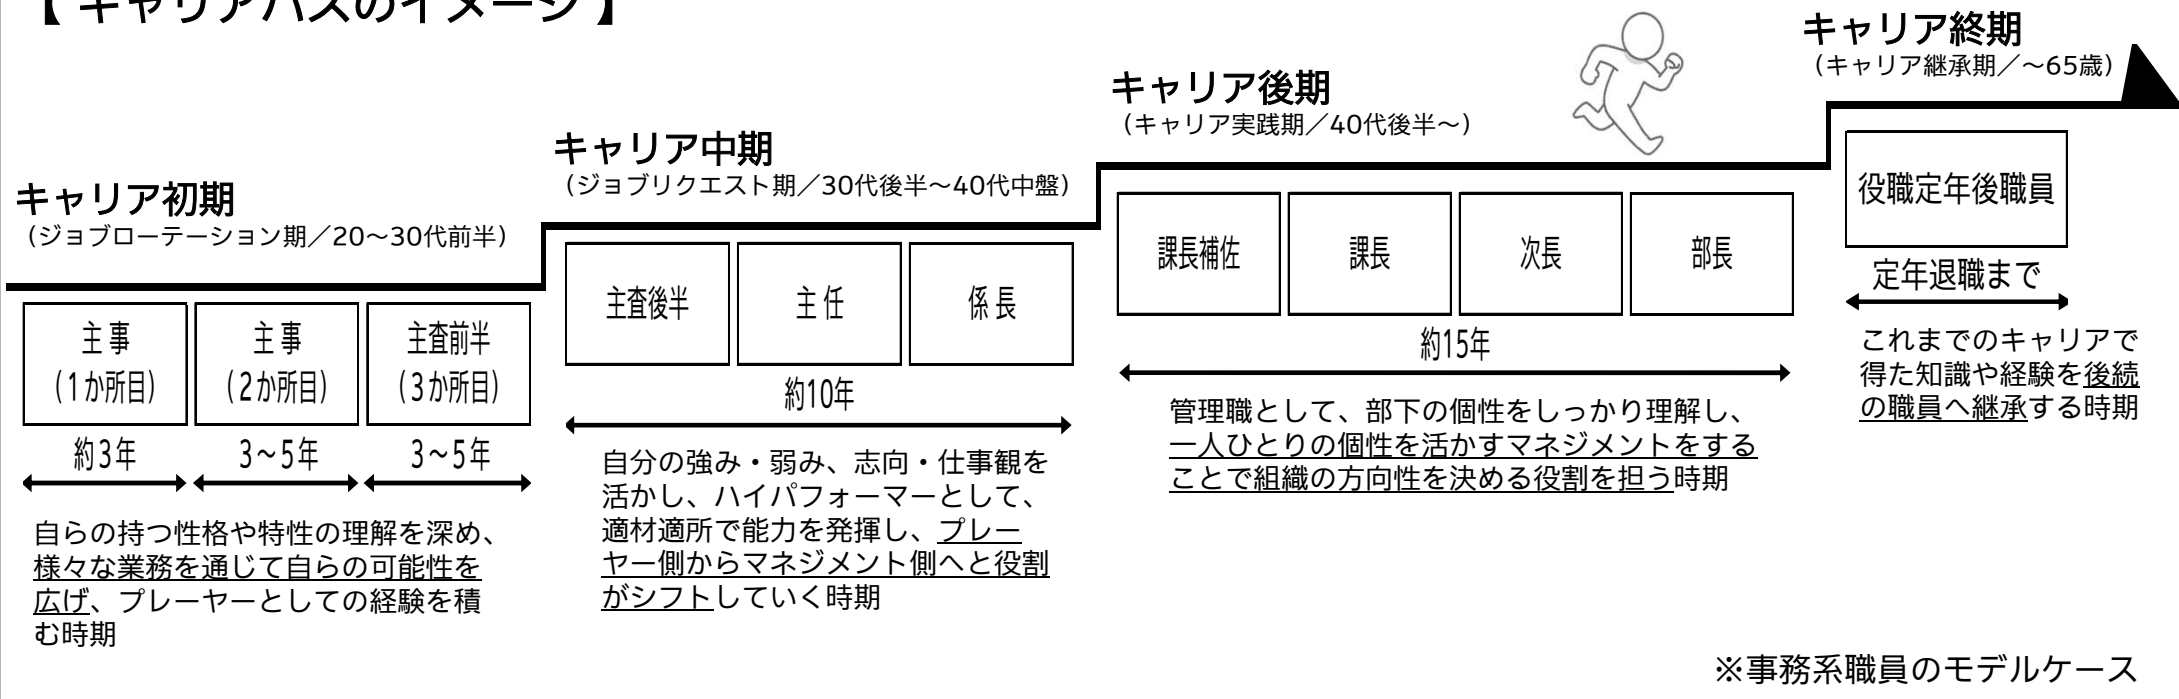 【 キャリアパスのイメージ 】
キャリア初期
（ジョブローテーション期／20～30代前半）
主 事
（1か所目）
主 事
（2か所目）
主査前半
（3か所目）
約3年
3～5年
3～5年
自らの持つ性格や特性の理解を深め、
様々な業務を通じて自らの可能性を
広げ、プレーヤーとしての経験を積
む時期
キャリア中期
（ジョブリクエスト期／30代後半～40代中盤）
主査後半
主 任
係 長
約10年
自分の強み・弱み、志向・仕事観を
活かし、ハイパフォーマーとして、
適材適所で能力を発揮し、プレー
ヤー側からマネジメント側へと役割
がシフトしていく時期
キャリア後期
（キャリア実践期／40代後半～）
課長補佐
課長
次長
部長
約15年
管理職として、部下の個性をしっかり理解し、
一人ひとりの個性を活かすマネジメントをする
ことで組織の方向性を決める役割を担う時期
キャリア終期
（キャリア継承期／～65歳）
役職定年後職員
定年退職まで
これまでのキャリアで
得た知識や経験を後続
の職員へ継承する時期
※事務系職員のモデルケース